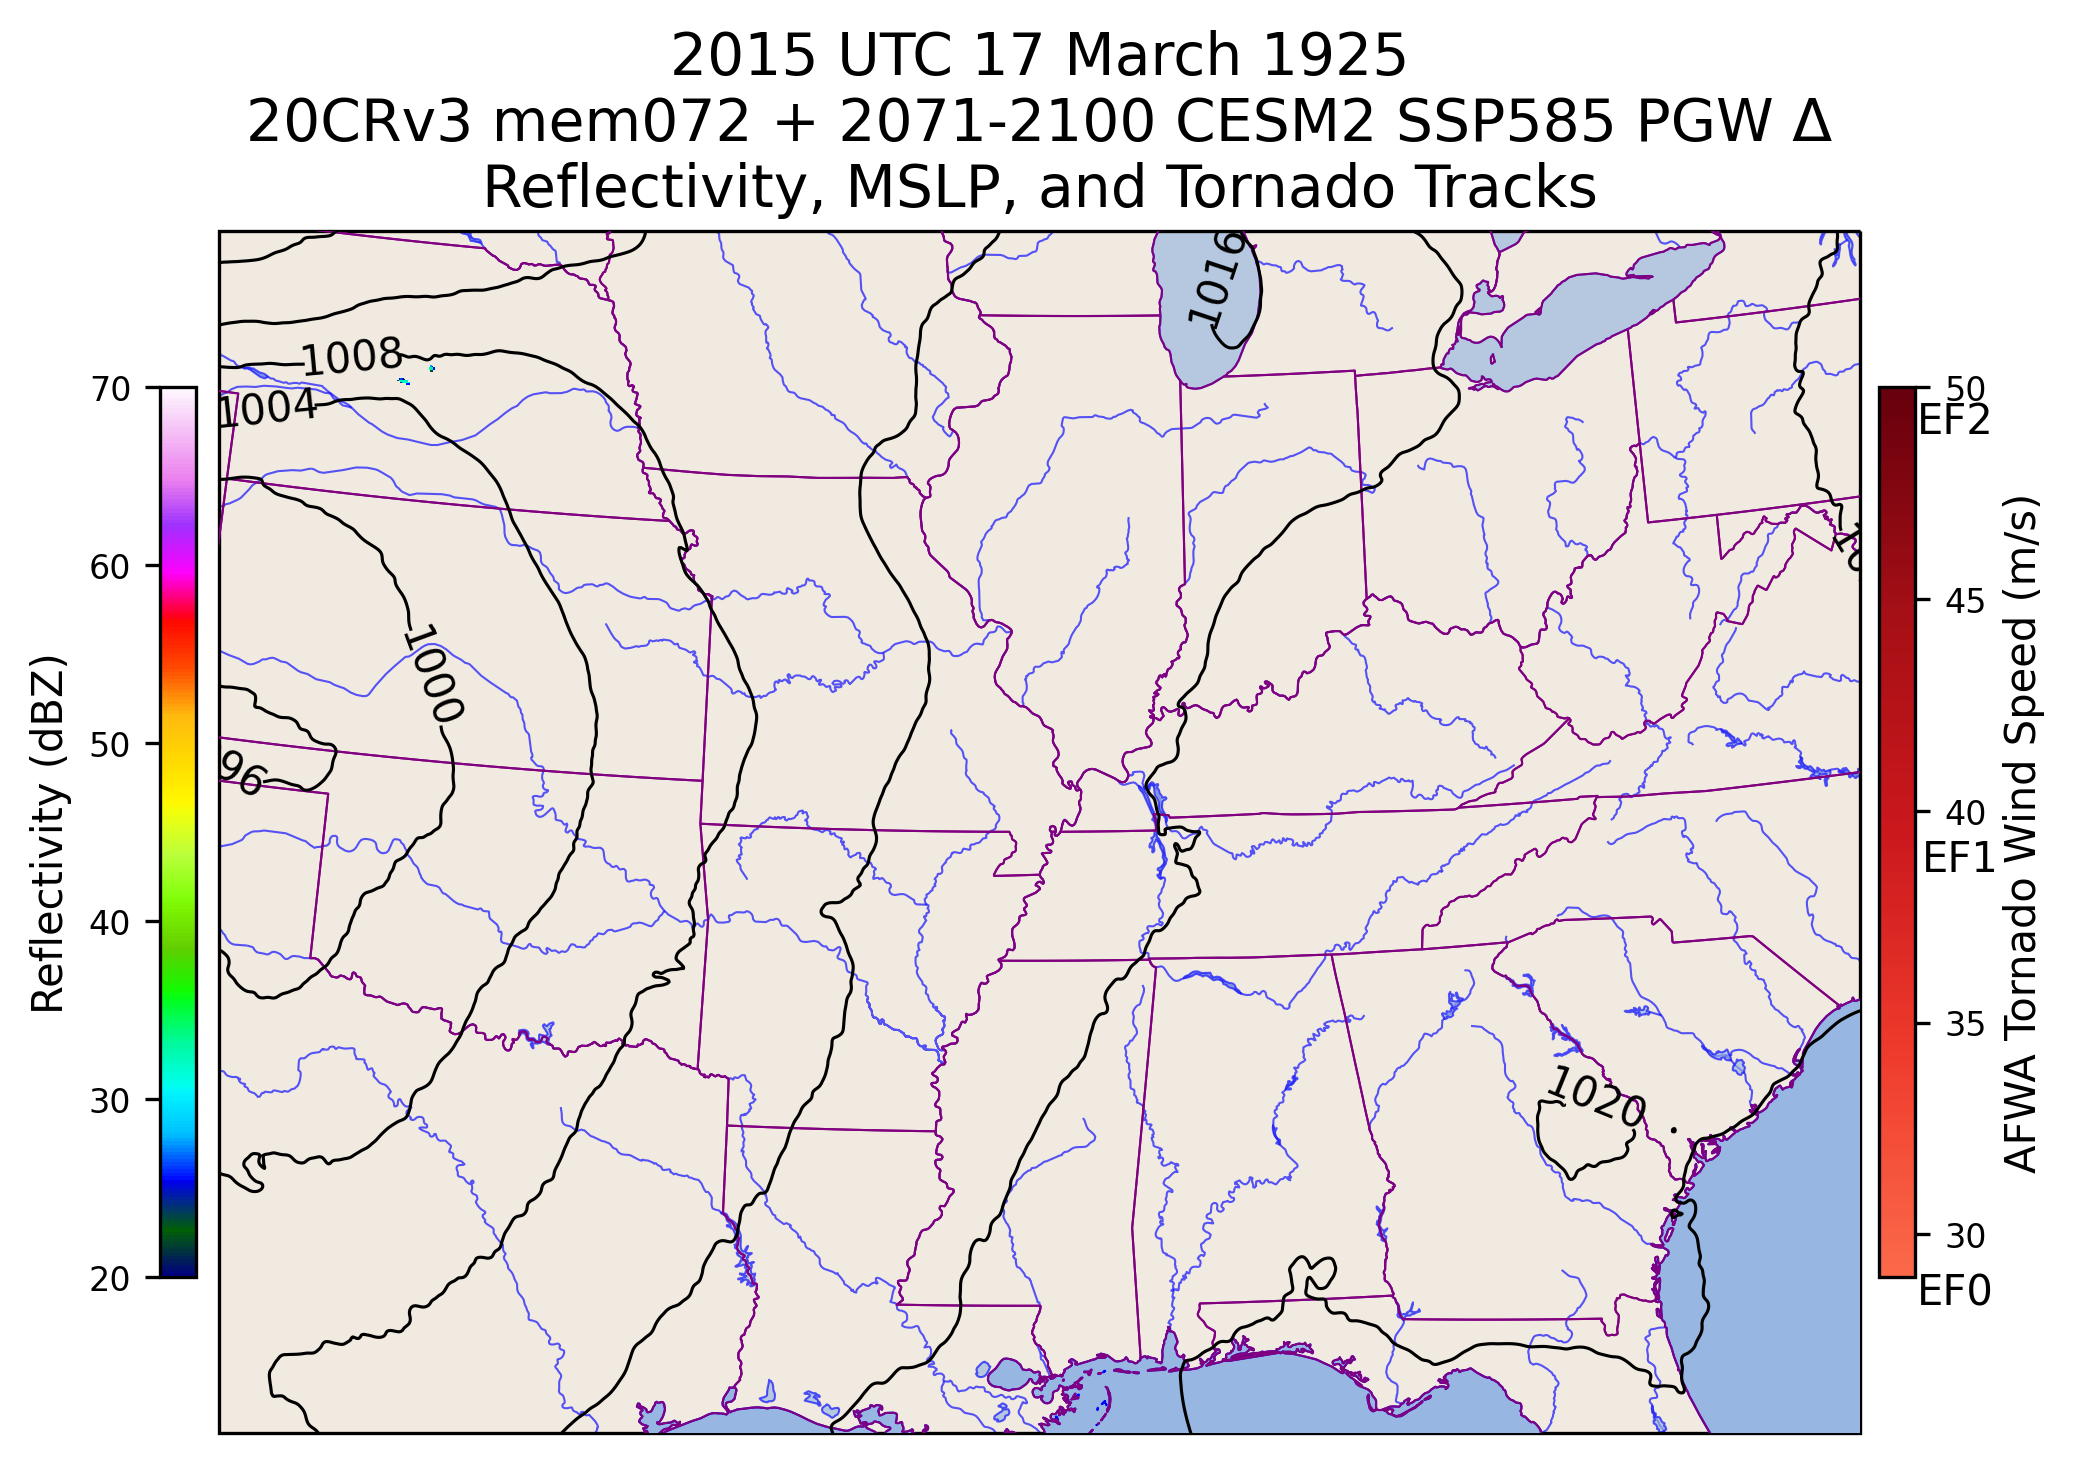 2015 UTC 17 March 1925
20CRv3 mem072 + 2071-2100 CESM2 SSP585 PGW Δ
Reflectivity, MSLP, and Tornado Tracks
1016
1008
1004
1000
96
1020
70
60
50
40
30
20
Reflectivity (dBZ)
50
EF2
45
40
EF1
35
30
EF0
AFWA Tornado Wind Speed (m/s)